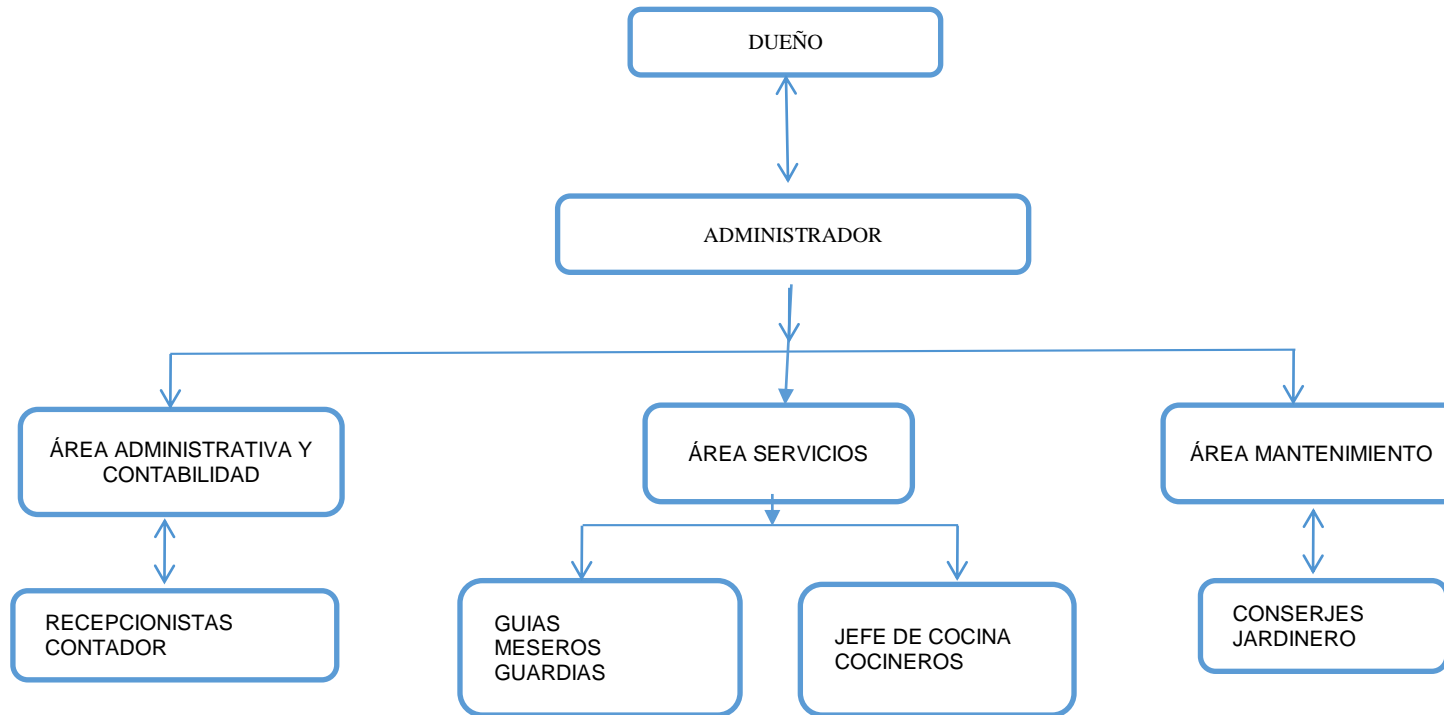 DUEÑO
ADMINISTRADOR
ÁREA ADMINISTRATIVA Y
CONTABILIDAD
ÁREA SERVICIOS
ÁREA MANTENIMIENTO
RECEPCIONISTAS
CONTADOR
GUIAS
MESEROS
GUARDIAS
JEFE DE COCINA
COCINEROS
CONSERJES
JARDINERO